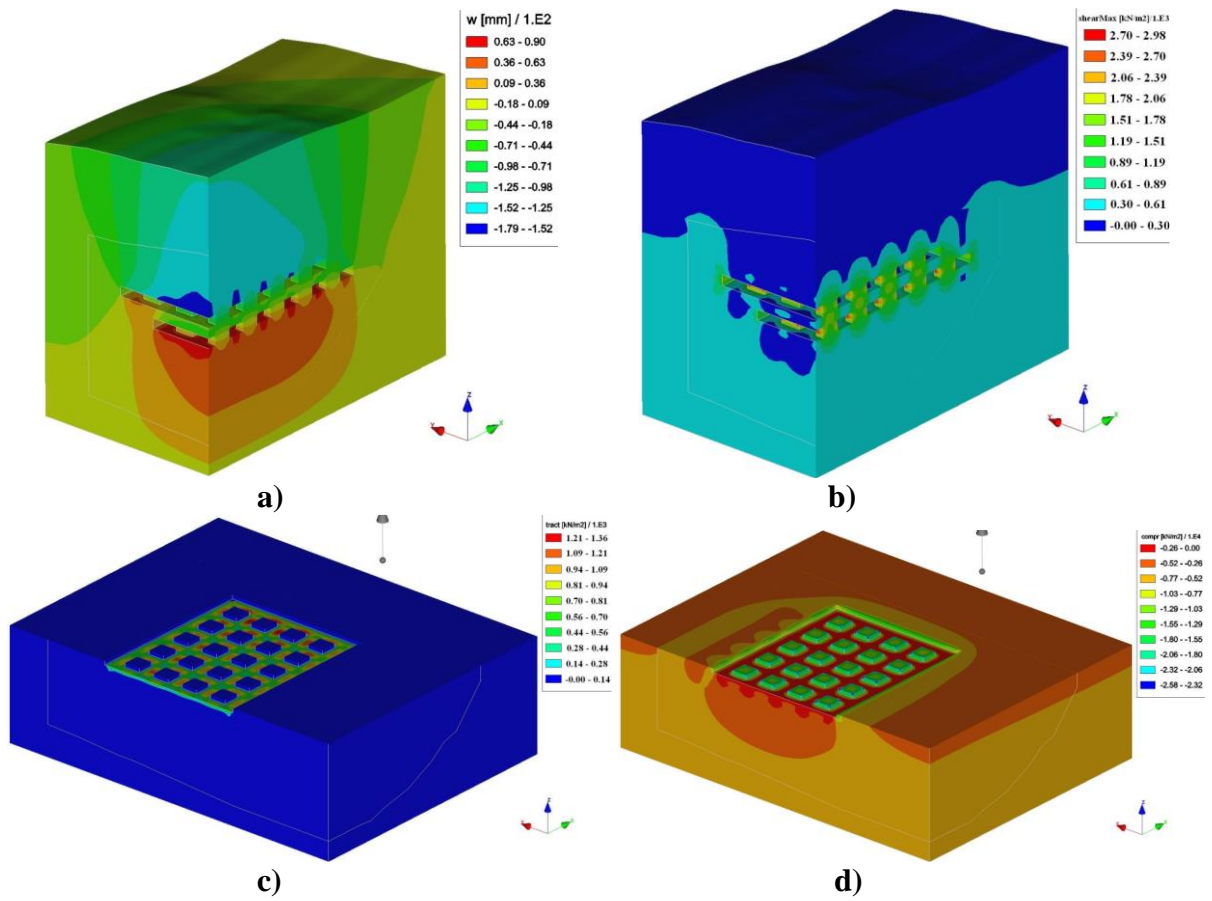 w [mm] / 1.E2
0.63 - 0.90
0.36 - 0.63
0.09 - 0.36
-0.18 - 0.09
-0.44 - -0.18
-0.71 - -0.44
-0.98 - -0.71
-1.25 - -0.98
-1.52 - -1.25
-1.79 - -1.52
Z
Y
X
a)
shearMax [kN/m2]/1.E3
2.70 - 2.98
2.39 - 2.70
2.06 - 2.39
1.78 - 2.06
1.51 - 1.78
1.19 - 1.51
0.89 - 1.19
0.61 - 0.89
0.30 - 0.61
-0.00 - 0.30
Z
Y
X
b)
tract [kN/m2] / 1.E3
1.21 - 1.36
1.09 - 1.21
0.94 - 1.09
0.81 - 0.94
0.70 - 0.81
0.56 - 0.70
0.44 - 0.56
0.28 - 0.44
0.14 - 0.28
-0.00 - 0.14
Z
X
c)
compr [kN/m2] / 1.E4
-0.26 - 0.00
-0.52 - -0.26
-0.77 - -0.52
-1.03 - -0.77
-1.29 - -1.03
-1.55 - -1.29
-1.80 - -1.55
-2.06 - -1.80
-2.32 - -2.06
-2.58 - -2.32
Z
X
d)